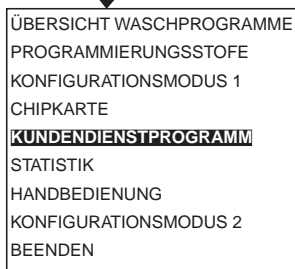 ÜBERSICHT WASCHPROGRAMME
PROGRAMMIERUNGSSTOFE
KONFIGURATIONSMODUS 1
CHIPKARTE
KUNDENDIENSTPROGRAMM
STATISTIK
HANDBEDIENUNG
KONFIGURATIONSMODUS 2
BEENDEN